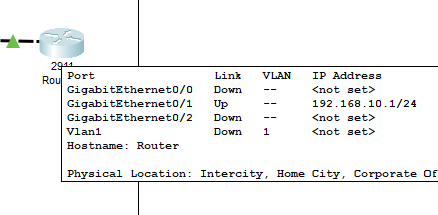 2911
Rou
Port Link VLAN IP Address
GigabitEthernet0/0 Down -- <not set>
GigabitEthernet0/1 Up -- 192.168.10.1/24
GigabitEthernet0/2 Down -- <not set>
Vlan1 Down 1 <not set>
Hostname: Router
Physical Location: Intercity, Home City, Corporate Of